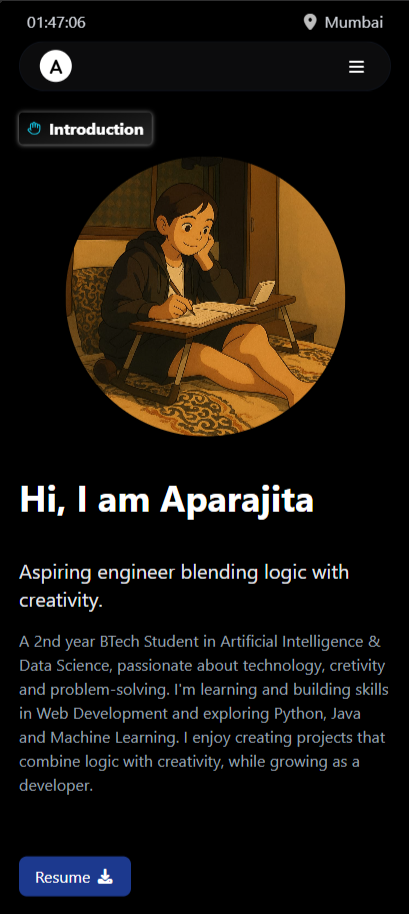 01:47:06
Mumbai
A
Introduction
Hi, I am Aparajita
Aspiring engineer blending logic with
creativity.
A 2nd year BTech Student in Artificial Intelligence &
Data Science, passionate about technology, cretivity
and problem-solving. I'm learning and building skills
in Web Development and exploring Python, Java
and Machine Learning. I enjoy creating projects that
combine logic with creativity, while growing as a
developer.
Resume